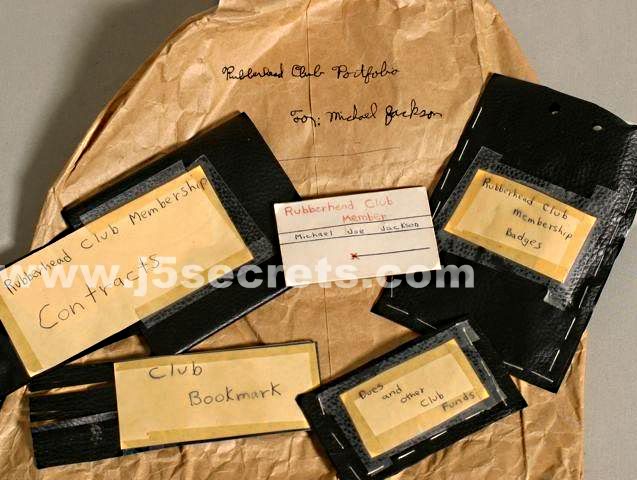 Rubberhead Club Portfolio
Too: Michael Jackson
Rubberhead Club Membership
Contracts
Rubberhead Club
Member
Michael Joe Jackson
x
Rubberhead Club
Membership
Badges
www.j5secrets.com
Club
Bookmark
Dues and
other
Club
Funds